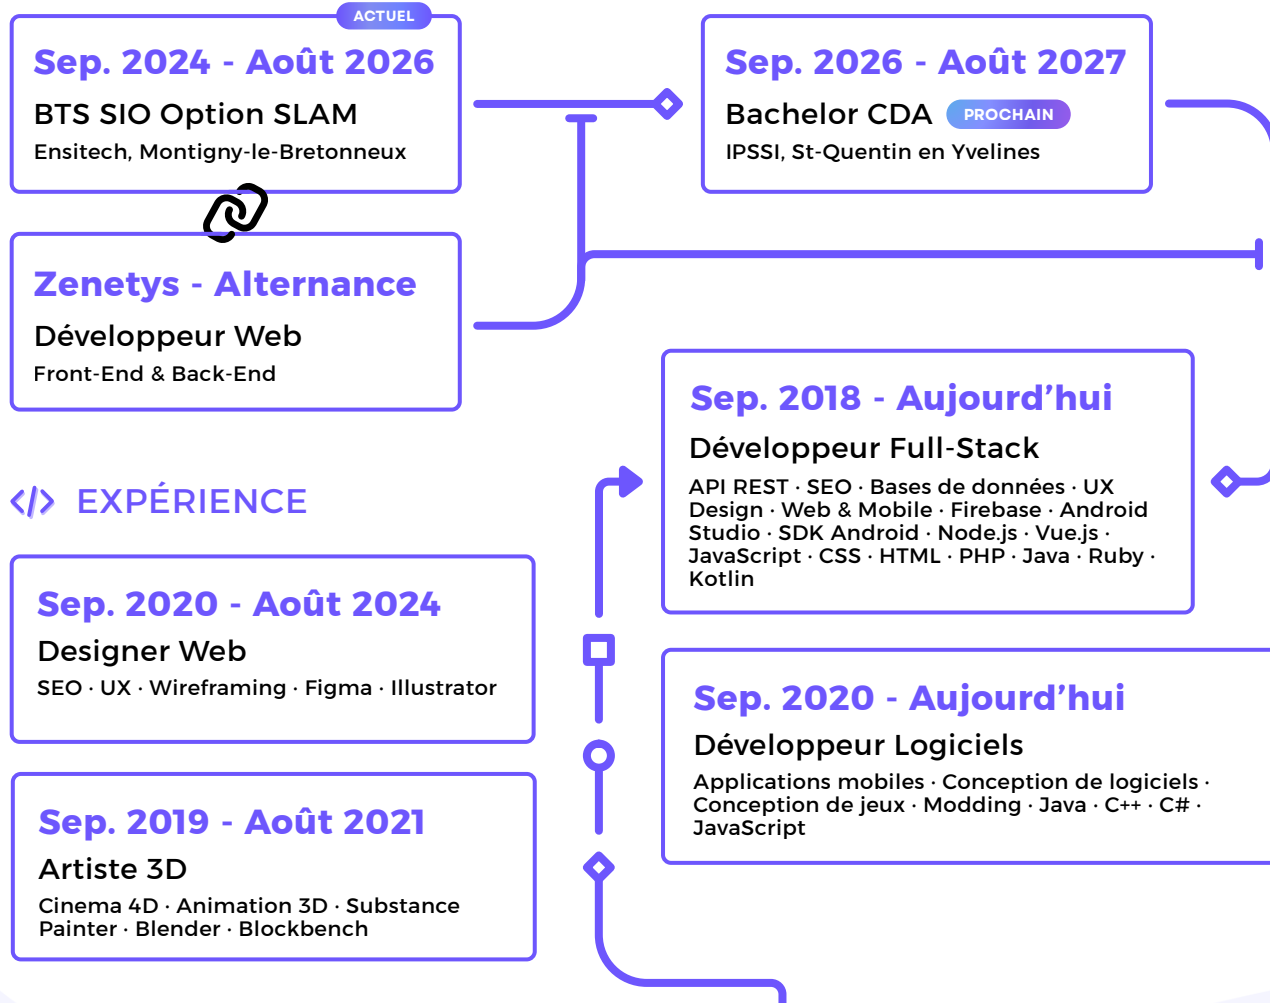 ACTUEL
Sep. 2024 - Août 2026
BTS SIO Option SLAM
Ensitech, Montigny-le-Bretonneux
Sep. 2026 - Août 2027
Bachelor CDA PROCHAIN
IPSSI, St-Quentin en Yvelines
Zenetys - Alternance
Développeur Web
Front-End & Back-End
Sep. 2018 - Aujourd’hui
Développeur Full-Stack
API REST · SEO · Bases de données · UX
Design · Web & Mobile · Firebase · Android
Studio · SDK Android · Node.js · Vue.js ·
JavaScript · CSS · HTML · PHP · Java · Ruby ·
Kotlin
EXPÉRIENCE
Sep. 2020 - Août 2024
Designer Web
SEO · UX · Wireframing · Figma · Illustrator
Sep. 2020 - Aujourd’hui
Développeur Logiciels
Applications mobiles · Conception de logiciels ·
Conception de jeux · Modding · Java · C++ · C# ·
JavaScript
Sep. 2019 - Août 2021
Artiste 3D
Cinema 4D · Animation 3D · Substance
Painter · Blender · Blockbench